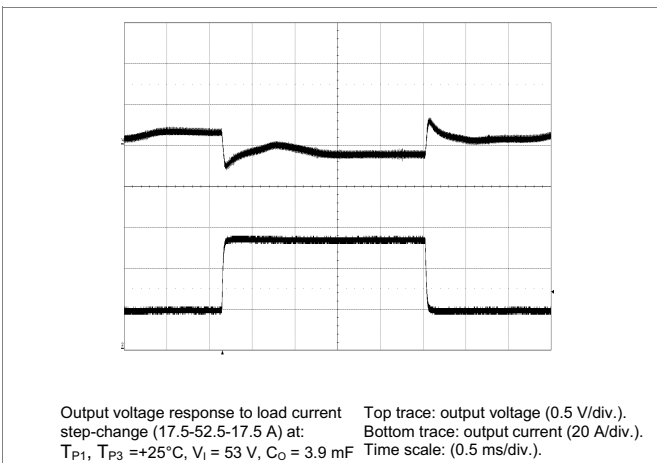 Output voltage response to load current
step-change (17.5-52.5-17.5 A) at:
TP1, TP3 =+25°C, VI = 53 V, CO = 3.9 mF
Top trace: output voltage (0.5 V/div.).
Bottom trace: output current (20 A/div.).
Time scale: (0.5 ms/div.).